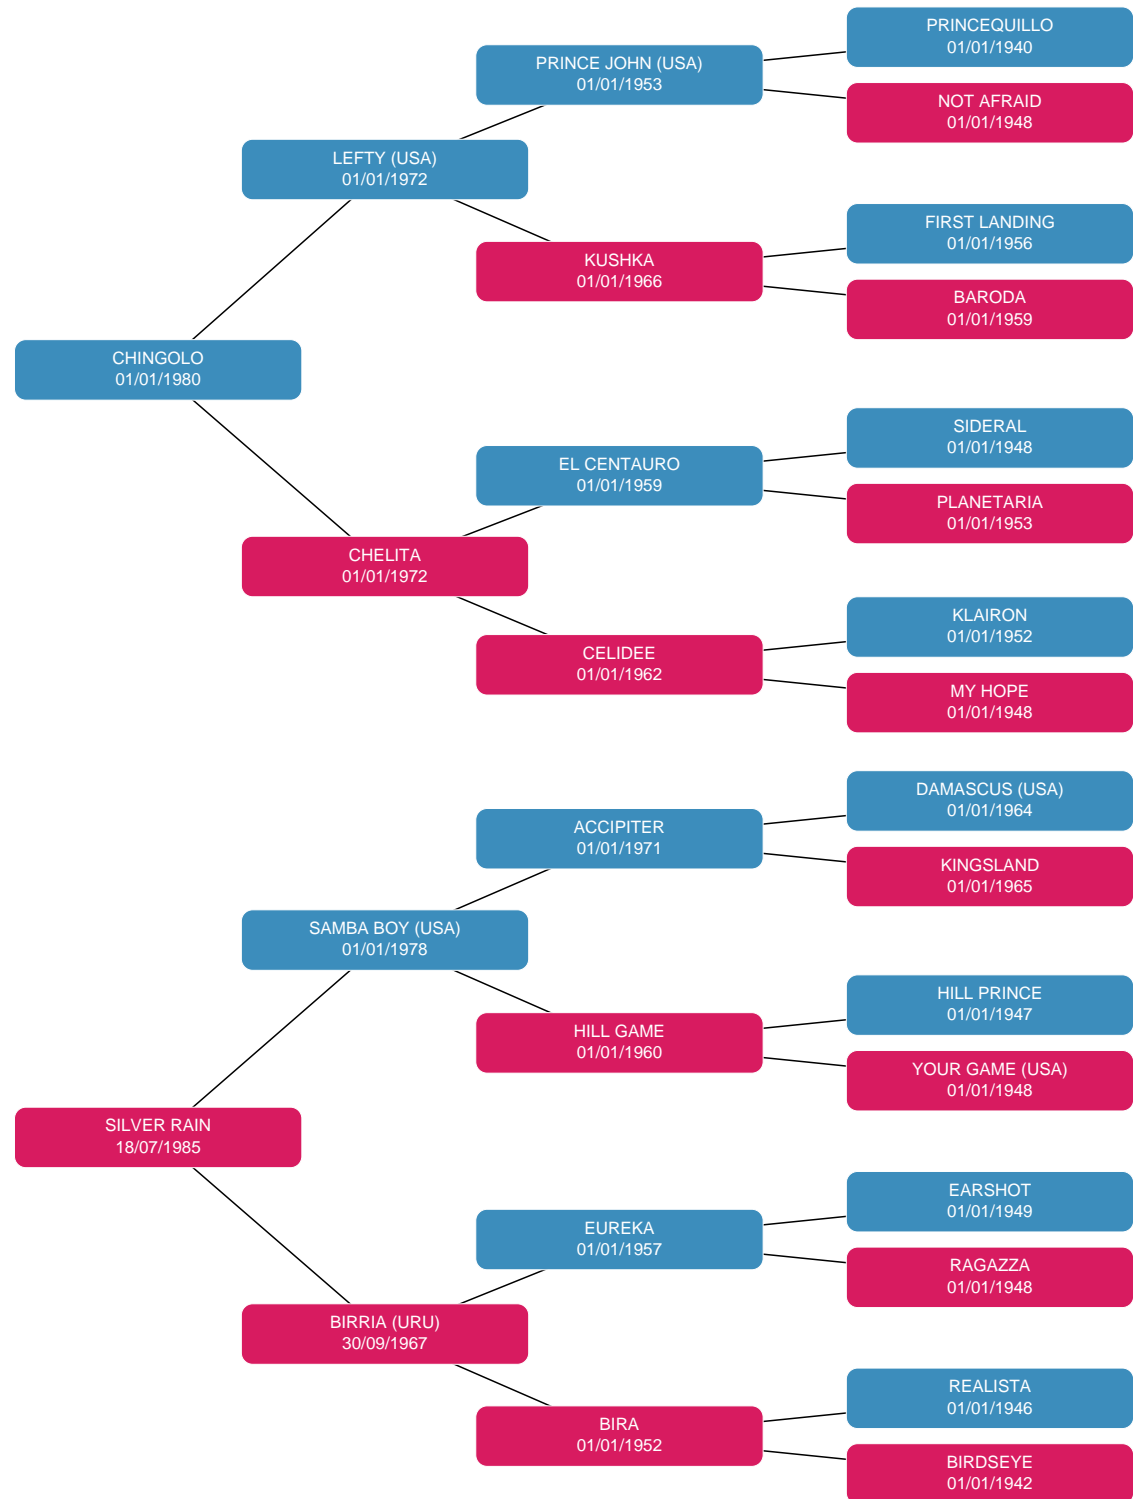 PRINCEQUILLO
01/01/1940
PRINCE JOHN (USA)
01/01/1953
NOT AFRAID
01/01/1948
LEFTY (USA)
01/01/1972
FIRST LANDING
01/01/1956
KUSHKA
01/01/1966
BARODA
01/01/1959
CHINGOLO
01/01/1980
SIDERAL
01/01/1948
EL CENTAURO
01/01/1959
PLANETARIA
01/01/1953
CHELITA
01/01/1972
KLAIRON
01/01/1952
CELIDEE
01/01/1962
MY HOPE
01/01/1948
DAMASCUS (USA)
01/01/1964
ACCIPITER
01/01/1971
KINGSLAND
01/01/1965
SAMBA BOY (USA)
01/01/1978
HILL PRINCE
01/01/1947
HILL GAME
01/01/1960
YOUR GAME (USA)
01/01/1948
SILVER RAIN
18/07/1985
EARSHOT
01/01/1949
EUREKA
01/01/1957
RAGAZZA
01/01/1948
BIRRIA (URU)
30/09/1967
REALISTA
01/01/1946
BIRA
01/01/1952
BIRDSEYE
01/01/1942